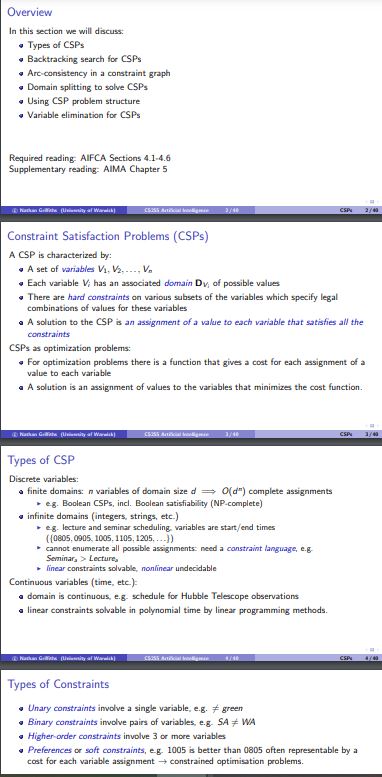 Overview
In this section we will discuss:
Types of CSPs
Backtracking search for CSPs
Arc-consistency in a constraint graph
Domain splitting to solve CSPs
Using CSP problem structure
Variable elimination for CSPs
Required reading: AIFCA Sections 4.1-4.6
Supplementary reading: AIMA Chapter 5
© Nathan Griffiths (University of Warwick) CS255 Artificial Intelligence 2 / 40 CSPs 2 / 40
Constraint Satisfaction Problems (CSPs)
A CSP is characterized by:
A set of variables V₁, V₂, . . . , Vₙ
Each variable Vᵢ has an associated domain D_Vᵢ of possible values
There are hard constraints on various subsets of the variables which specify legal
combinations of values for these variables
A solution to the CSP is an assignment of a value to each variable that satisfies all the
constraints
CSPs as optimization problems:
For optimization problems there is a function that gives a cost for each assignment of a
value to each variable
A solution is an assignment of values to the variables that minimizes the cost function.
© Nathan Griffiths (University of Warwick) CS255 Artificial Intelligence 3 / 40 CSPs 3 / 40
Types of CSP
Discrete variables:
finite domains: n variables of domain size d ⟹ O(dⁿ) complete assignments
e.g. Boolean CSPs, incl. Boolean satisfiability (NP-complete)
infinite domains (integers, strings, etc.)
e.g. lecture and seminar scheduling, variables are start/end times
({0805, 0905, 1005, 1105, 1205, . . .})
cannot enumerate all possible assignments: need a constraint language, e.g.
Seminarₐ > Lectureₐ
linear constraints solvable, nonlinear undecidable
Continuous variables (time, etc.):
domain is continuous, e.g. schedule for Hubble Telescope observations
linear constraints solvable in polynomial time by linear programming methods.
© Nathan Griffiths (University of Warwick) CS255 Artificial Intelligence 4 / 40 CSPs 4 / 40
Types of Constraints
Unary constraints involve a single variable, e.g. ≠ green
Binary constraints involve pairs of variables, e.g. SA ≠ WA
Higher-order constraints involve 3 or more variables
Preferences or soft constraints, e.g. 1005 is better than 0805 often representable by a
cost for each variable assignment → constrained optimisation problems.